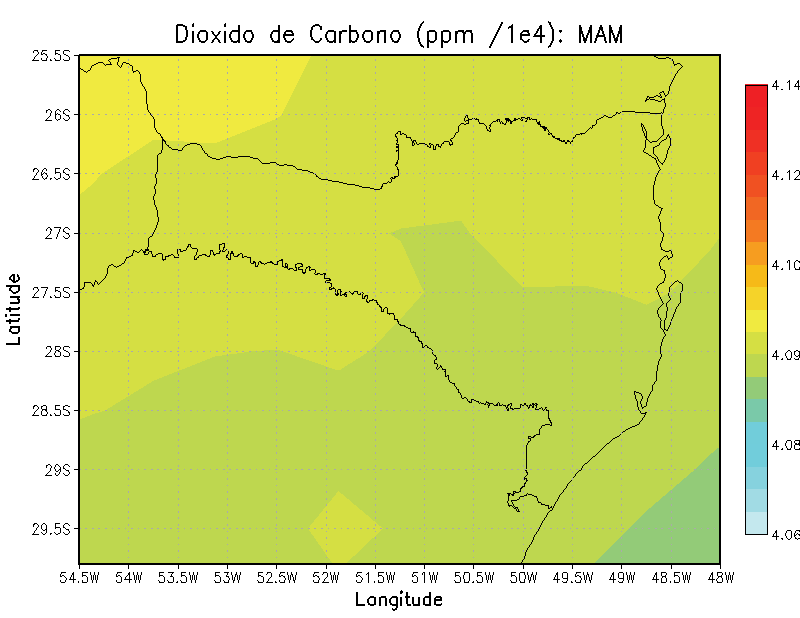 Dioxido de Carbono (ppm /1e4): MAM
25.5S
26S
26.5S
27S
27.5S
28S
28.5S
29S
29.5S
Latitude
54.5W 54W 53.5W 53W 52.5W 52W 51.5W 51W 50.5W 50W 49.5W 49W 48.5W 48W
Longitude
4.14
4.12
4.10
4.09
4.08
4.06